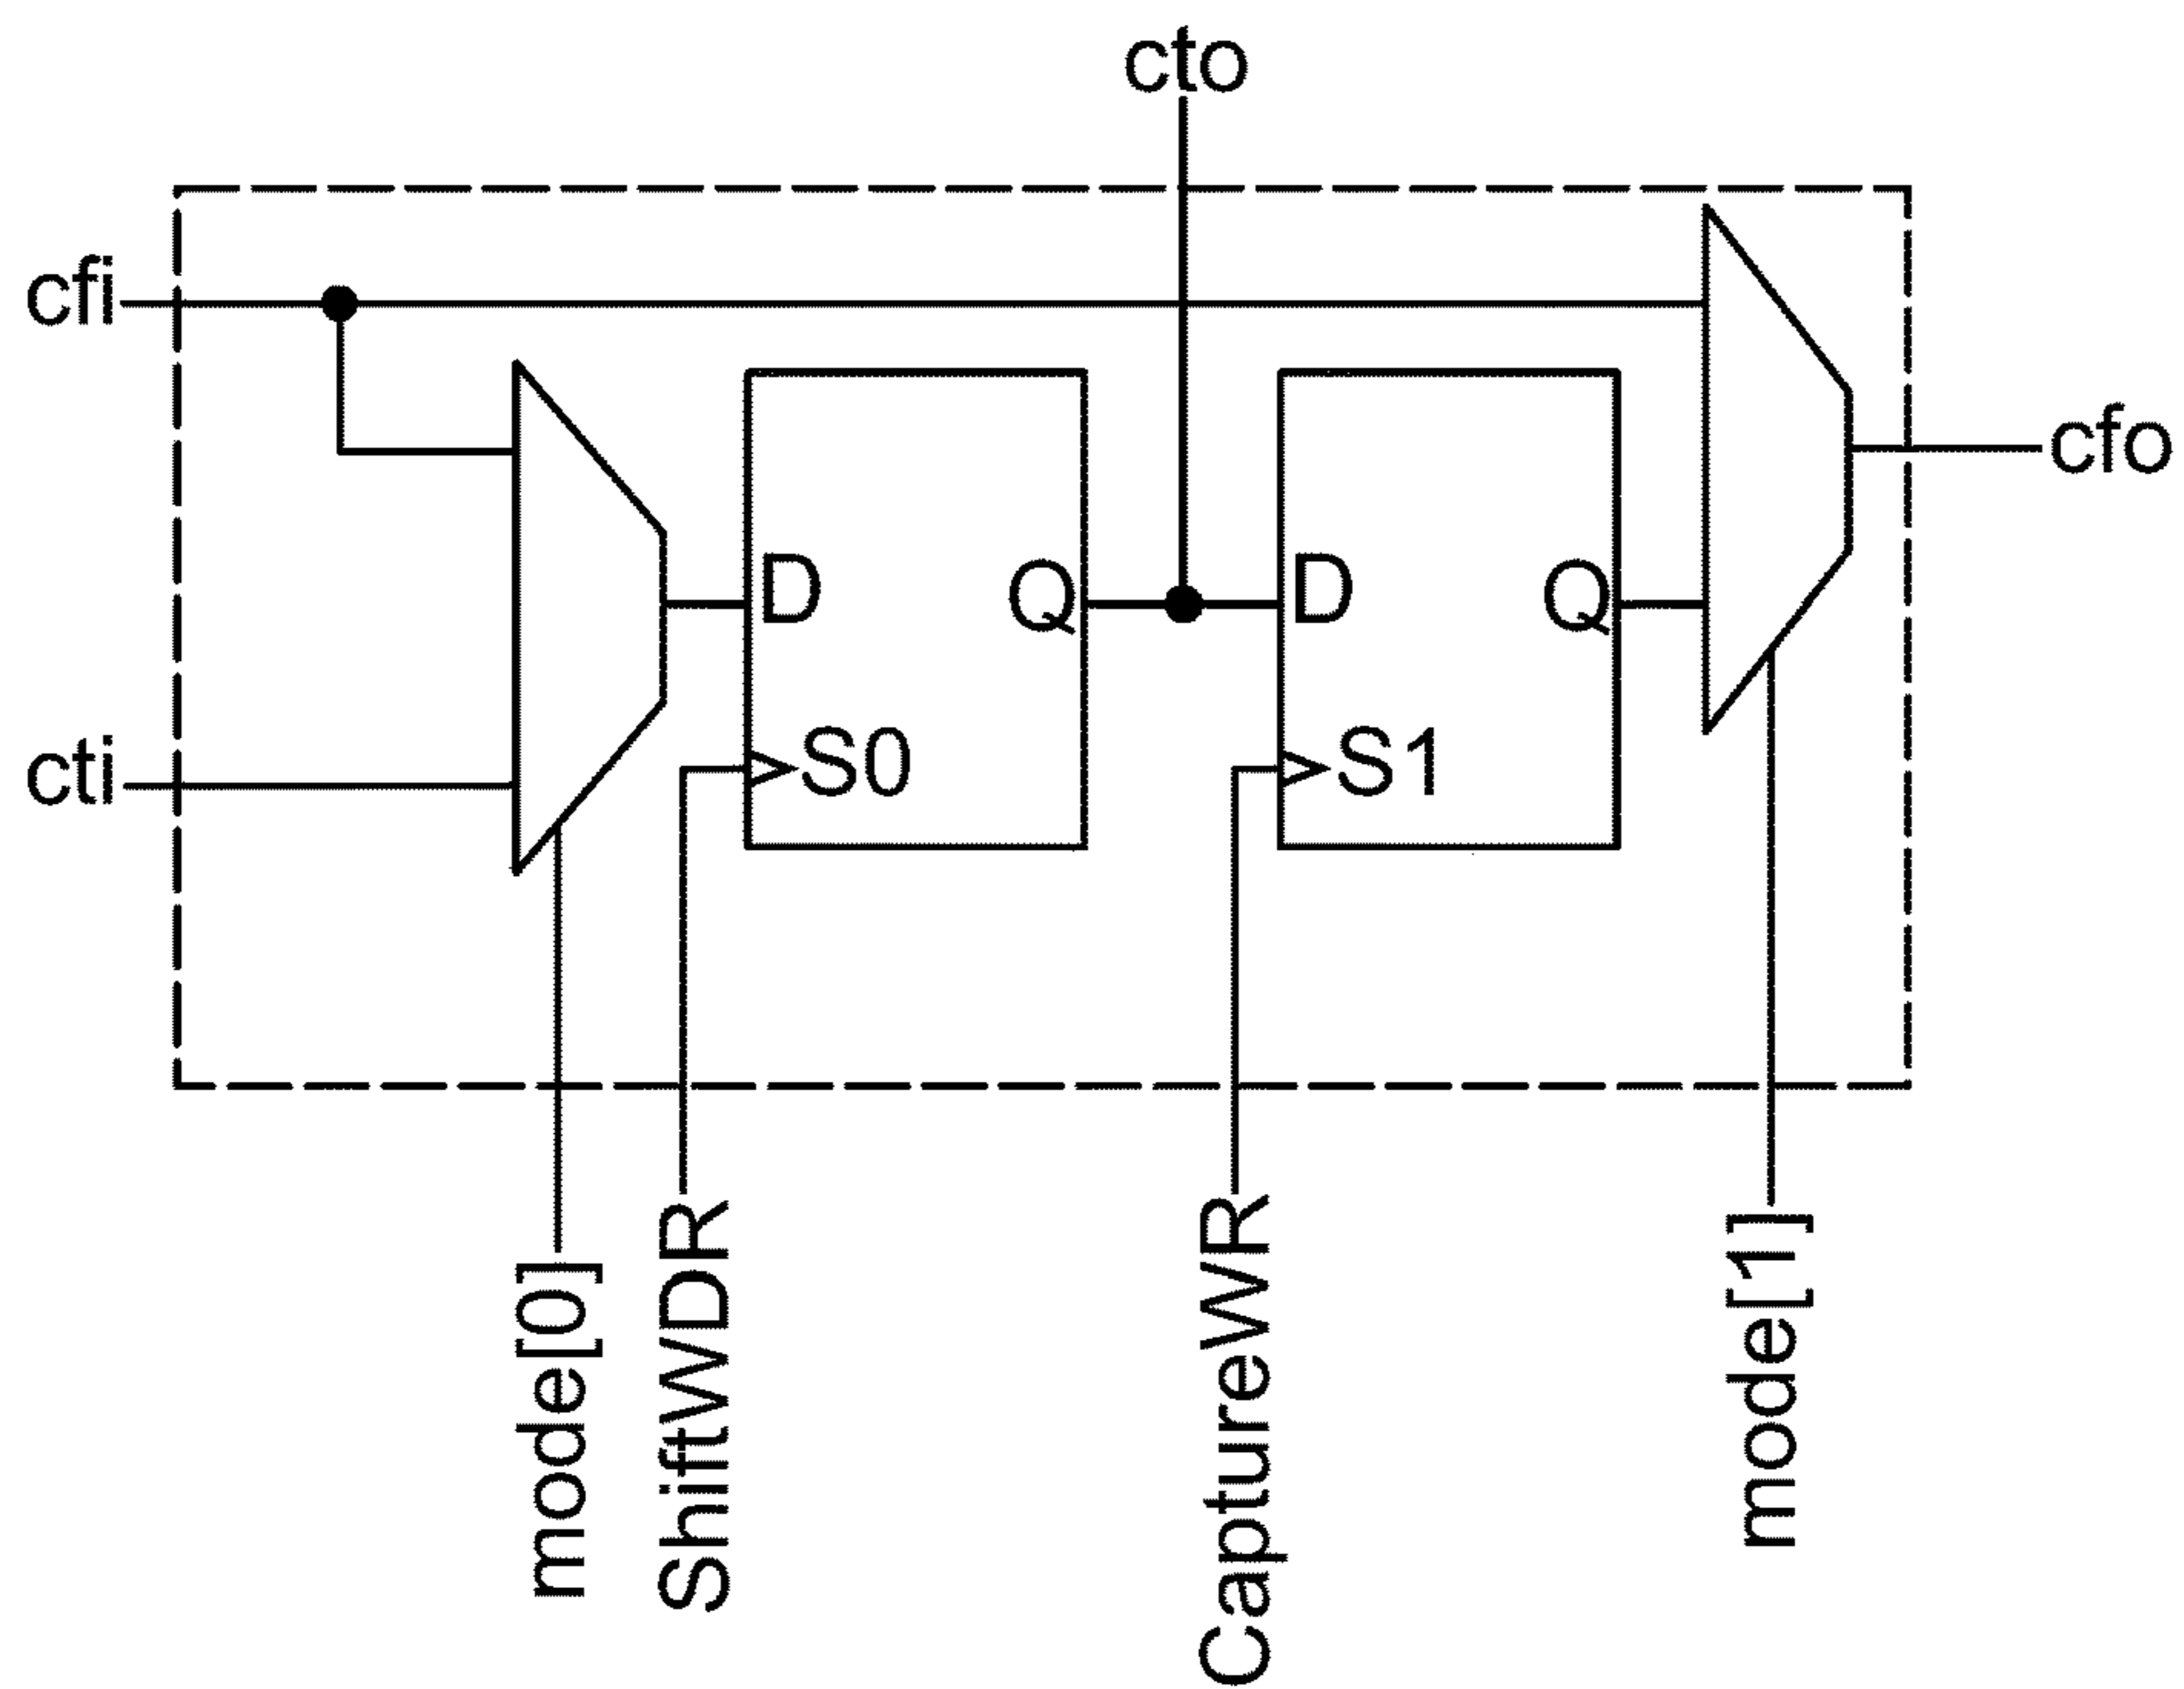 cto
cfi
cfo
D
Q
D
Q
cti
S0
S1
mode[0]
ShiftWDR
CaptureWR
mode[1]